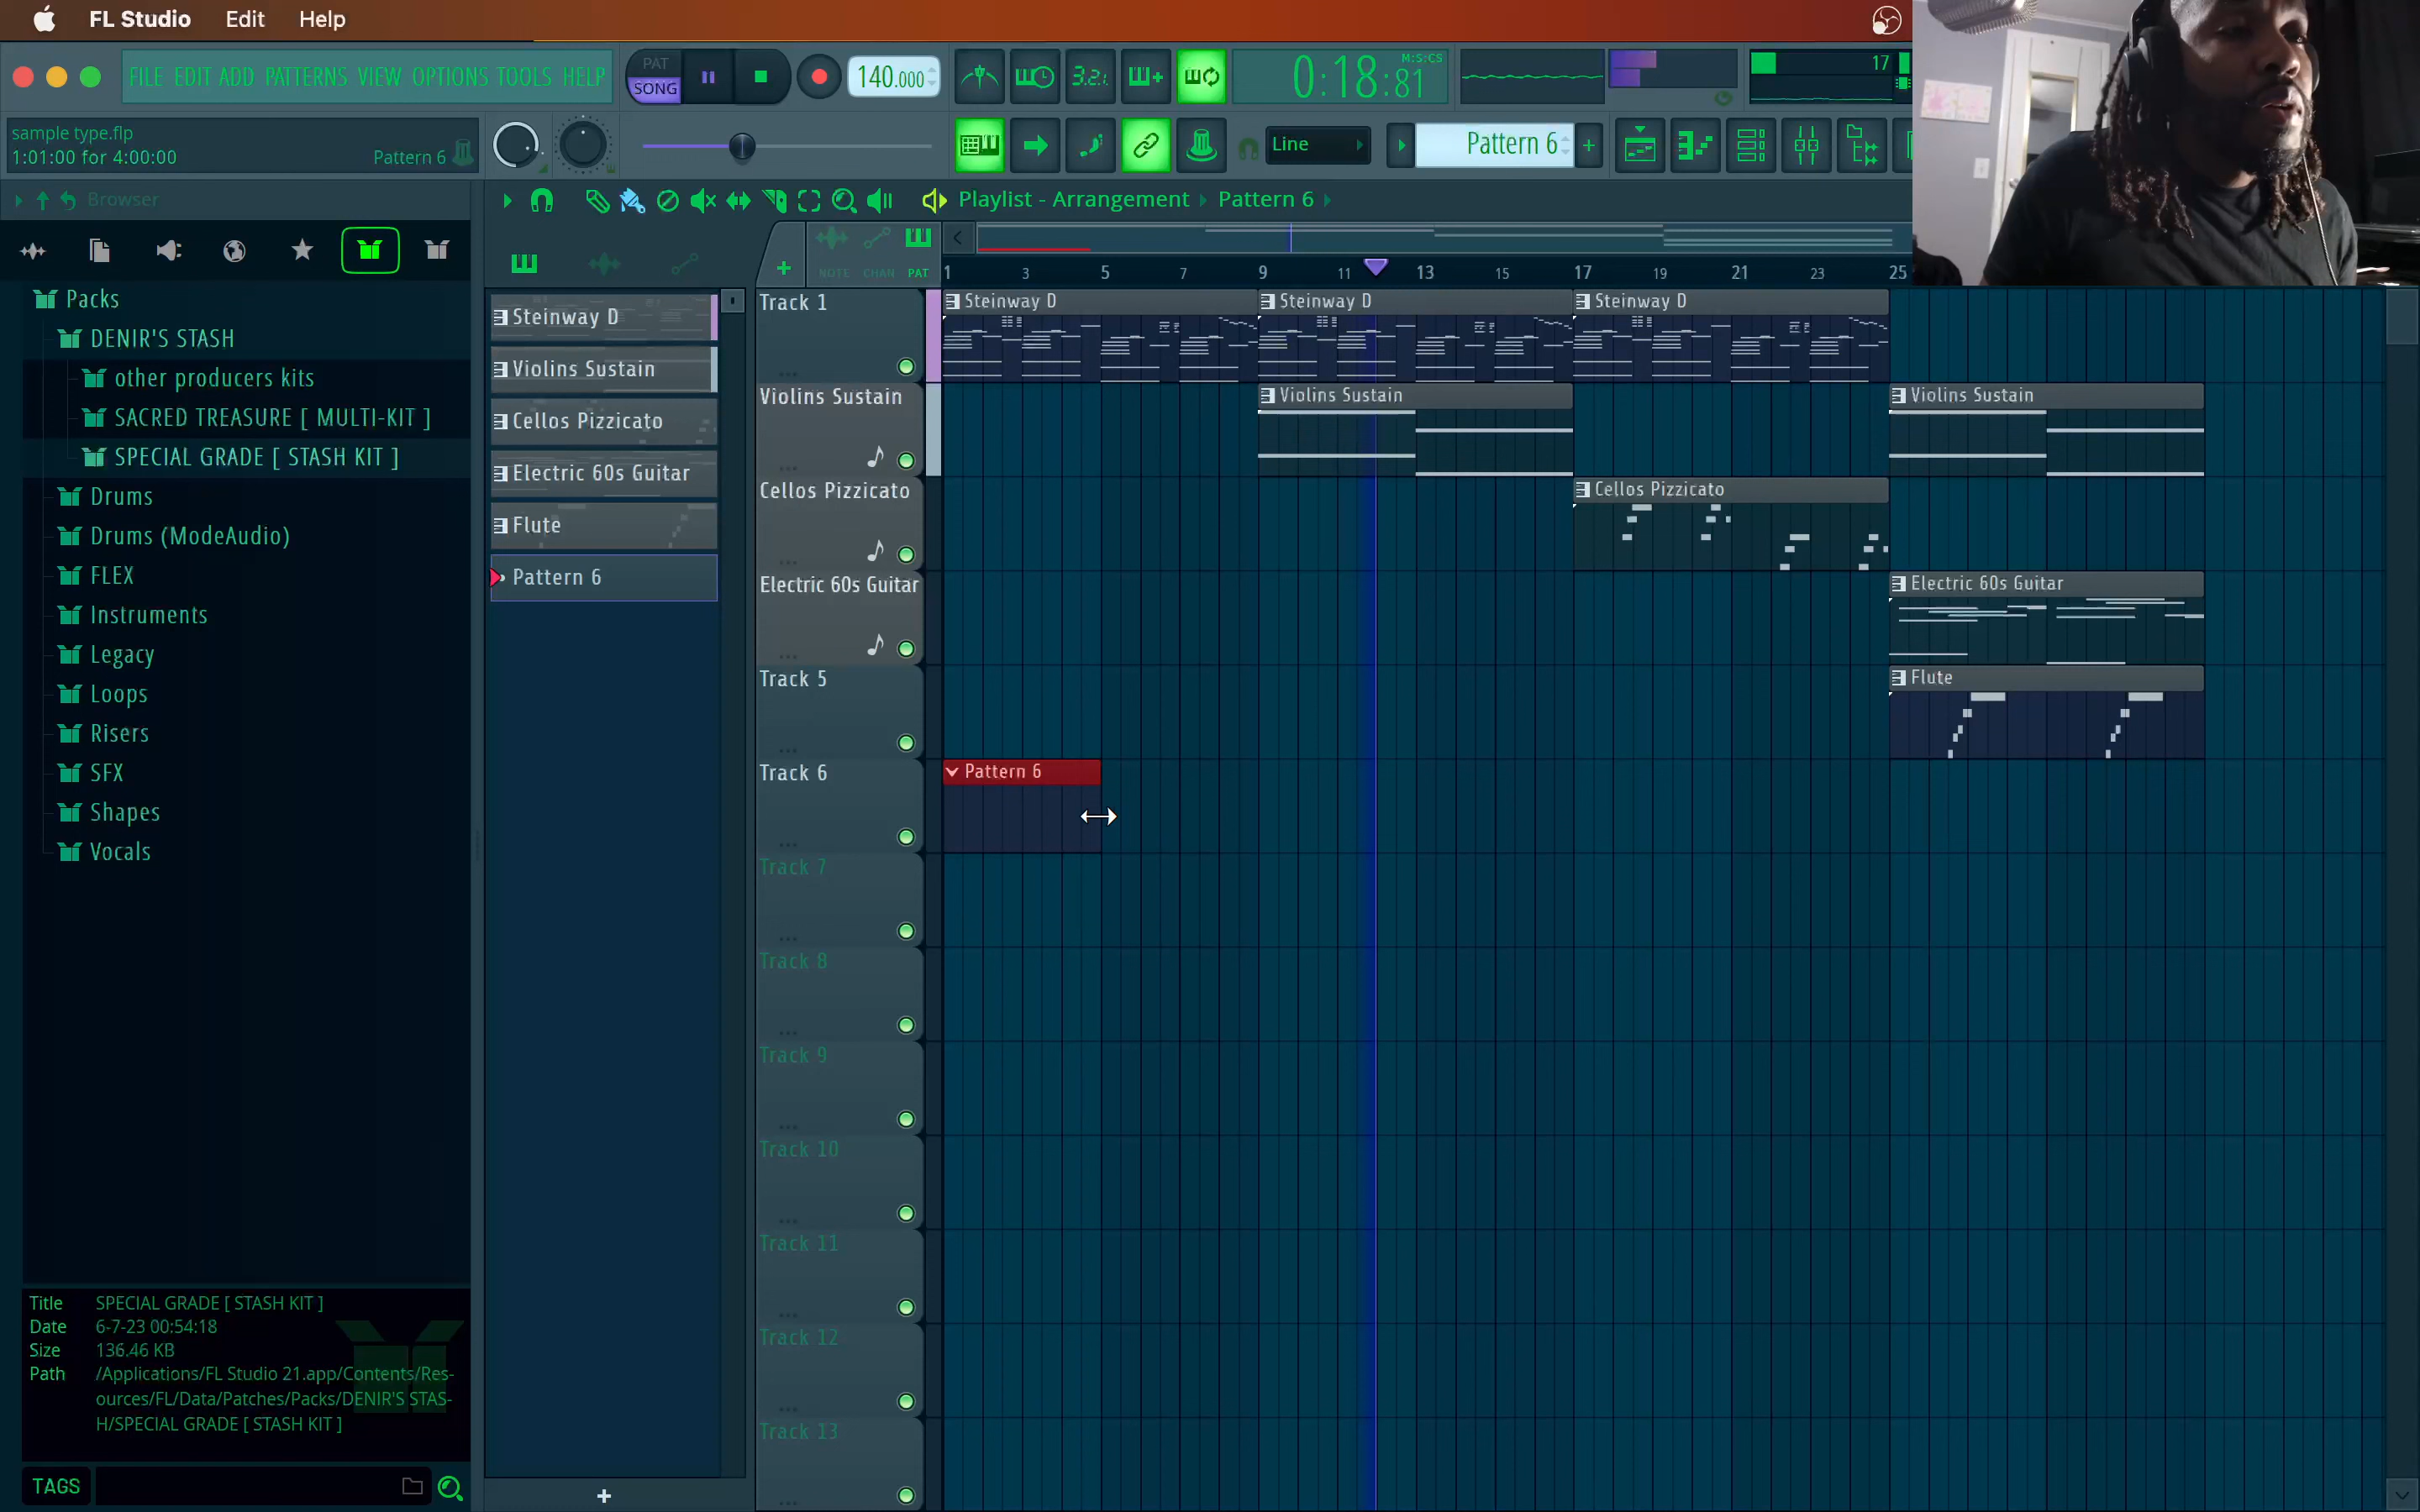 FL Studio Edit Help
FILE EDIT ADD PATTERNS VIEW OPTIONS TOOLS HELP
PAT
SONG
140.000
3.2.
0:18:81
M:S:CS
17
sample type.flp
1:01:00 for 4:00:00
Pattern 6
Line
Pattern 6
Browser
Playlist - Arrangement Pattern 6
NOTE CHAN PAT
1 3 5 7 9 11 13 15 17 19 21 23 25
Packs
DENIR'S STASH
other producers kits
SACRED TREASURE [ MULTI-KIT ]
SPECIAL GRADE [ STASH KIT ]
Drums
Drums (ModeAudio)
FLEX
Instruments
Legacy
Loops
Risers
SFX
Shapes
Vocals
Steinway D
Violins Sustain
Cellos Pizzicato
Electric 60s Guitar
Flute
Pattern 6
Track 1
Violins Sustain
Cellos Pizzicato
Electric 60s Guitar
Track 5
Track 6
Track 7
Track 8
Track 9
Track 10
Track 11
Track 12
Track 13
Steinway D
Steinway D
Steinway D
Violins Sustain
Violins Sustain
Cellos Pizzicato
Electric 60s Guitar
Flute
Pattern 6
Title SPECIAL GRADE [ STASH KIT ]
Date 6-7-23 00:54:18
Size 136.46 KB
Path /Applications/FL Studio 21.app/Contents/Res-
ources/FL/Data/Patches/Packs/DENIR'S STAS-
H/SPECIAL GRADE [ STASH KIT ]
TAGS